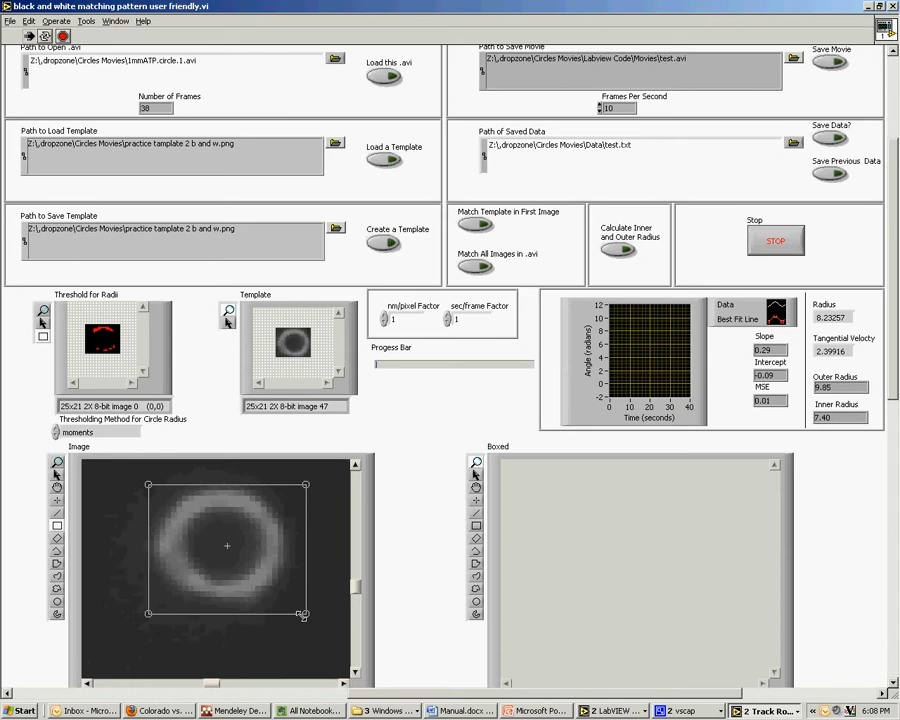 black and white matching pattern user friendly.vi
File Edit Operate Tools Window Help
Path to Open .avi
Z:\,dropzone\Circles Movies\1mmATP.circle.1.avi
Load this .avi
Number of Frames
38
Path to Save Movie
Z:\,dropzone\Circles Movies\Labview Code\Movies\test.avi
Save Movie
Frames Per Second
10
Path to Load Template
Z:\,dropzone\Circles Movies\practice tamplate 2 b and w.png
Load a Template
Path of Saved Data
Z:\,dropzone\Circles Movies\Data\test.txt
Save Data?
Save Previous Data
Path to Save Template
Z:\,dropzone\Circles Movies\practice tamplate 2 b and w.png
Create a Template
Match Template in First Image
Match All Images in .avi
Calculate Inner
and Outer Radius
Stop
STOP
Threshold for Radii
25x21 2X 8-bit image 0 (0,0)
Thresholding Method for Circle Radius
moments
Template
25x21 2X 8-bit image 47
nm/pixel Factor
1
sec/frame Factor
1
Progess Bar
Angle (radians)
12
10
8
6
4
2
0
-2
0 10 20 30 40
Time (seconds)
Data
Best Fit Line
Slope
0.29
Intercept
-0.09
MSE
0.01
Radius
8.23257
Tangential Velocty
2.39916
Outer Radius
9.85
Inner Radius
7.40
Image
Boxed
Start
Inbox - Micro...
Colorado vs. ...
Mendeley De...
All Notebook...
3 Windows ...
Manual.docx ...
Microsoft Po...
2 LabVIEW ...
2 vscap
2 Track Ro...
6:08 PM